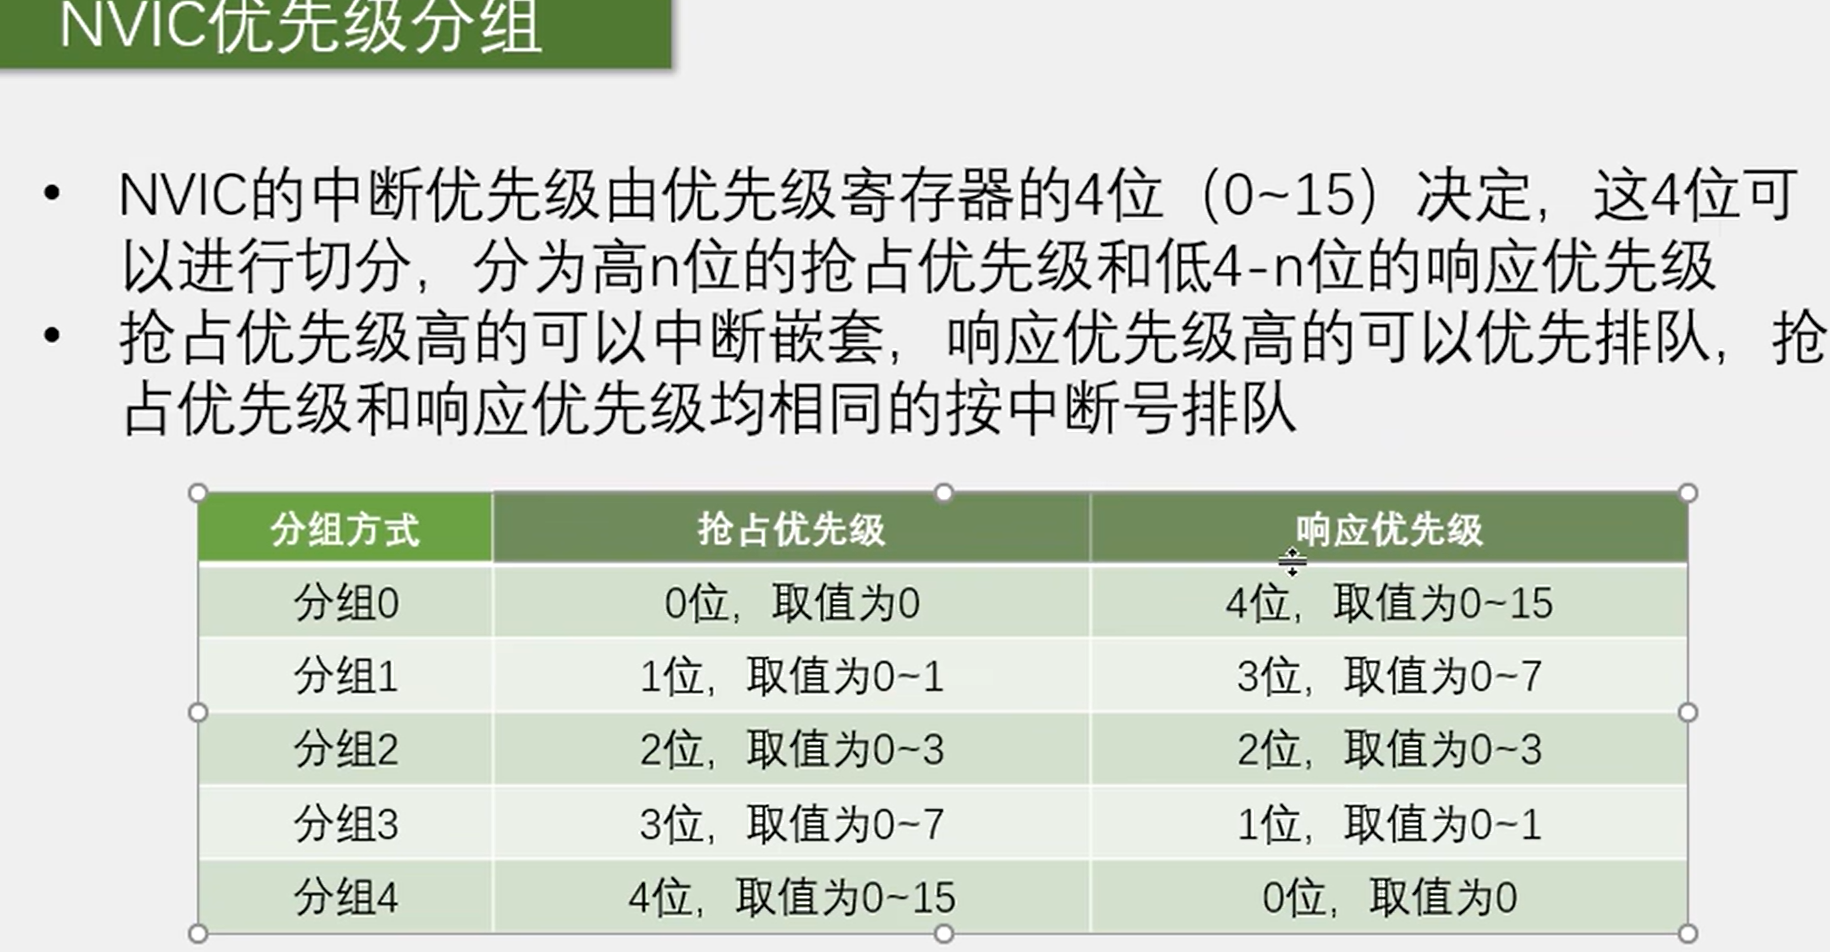 NVIC优先级分组
• NVIC的中断优先级由优先级寄存器的4位（0~15）决定，这4位可
以进行切分，分为高n位的抢占优先级和低4-n位的响应优先级
• 抢占优先级高的可以中断嵌套，响应优先级高的可以优先排队，抢
占优先级和响应优先级均相同的按中断号排队
分组方式 抢占优先级 响应优先级
分组0 0位，取值为0 4位，取值为0~15
分组1 1位，取值为0~1 3位，取值为0~7
分组2 2位，取值为0~3 2位，取值为0~3
分组3 3位，取值为0~7 1位，取值为0~1
分组4 4位，取值为0~15 0位，取值为0